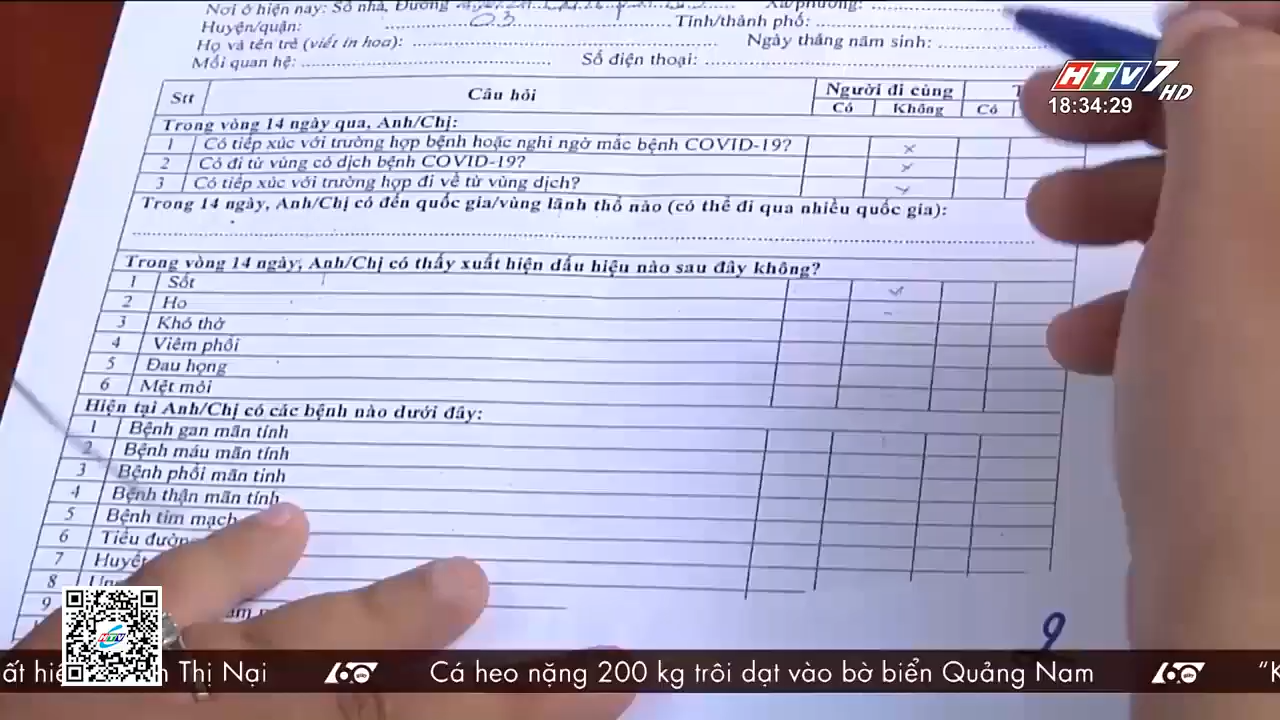 Nơi ở hiện nay: Số nhà, Đường Xã/phường:
Huyện/quận: 03 Tỉnh/thành phố:
Họ và tên trẻ (viết in hoa): Ngày tháng năm sinh:
Mối quan hệ: Số điện thoại:
HTV7 HD
18:34:29
Stt Câu hỏi Người đi cùng
Có Không Có
Trong vòng 14 ngày qua, Anh/Chị:
1 Có tiếp xúc với trường hợp bệnh hoặc nghi ngờ mắc bệnh COVID-19? x
2 Có đi từ vùng có dịch bệnh COVID-19? x
3 Có tiếp xúc với trường hợp đi về từ vùng dịch? x
Trong 14 ngày, Anh/Chị có đến quốc gia/vùng lãnh thổ nào (có thể đi qua nhiều quốc gia):
Trong vòng 14 ngày, Anh/Chị có thấy xuất hiện dấu hiệu nào sau đây không?
1 Sốt
2 Ho
3 Khó thở
4 Viêm phổi
5 Đau họng
6 Mệt mỏi
Hiện tại Anh/Chị có các bệnh nào dưới đây:
1 Bệnh gan mãn tính
2 Bệnh máu mãn tính
3 Bệnh phổi mãn tính
4 Bệnh thận mãn tính
5 Bệnh tim mạch
6 Tiểu đườn
7 Huyết
8
9
HTV
Thị Nại 60 giây Cá heo nặng 200 kg trôi dạt vào bờ biển Quảng Nam 60 giây "K